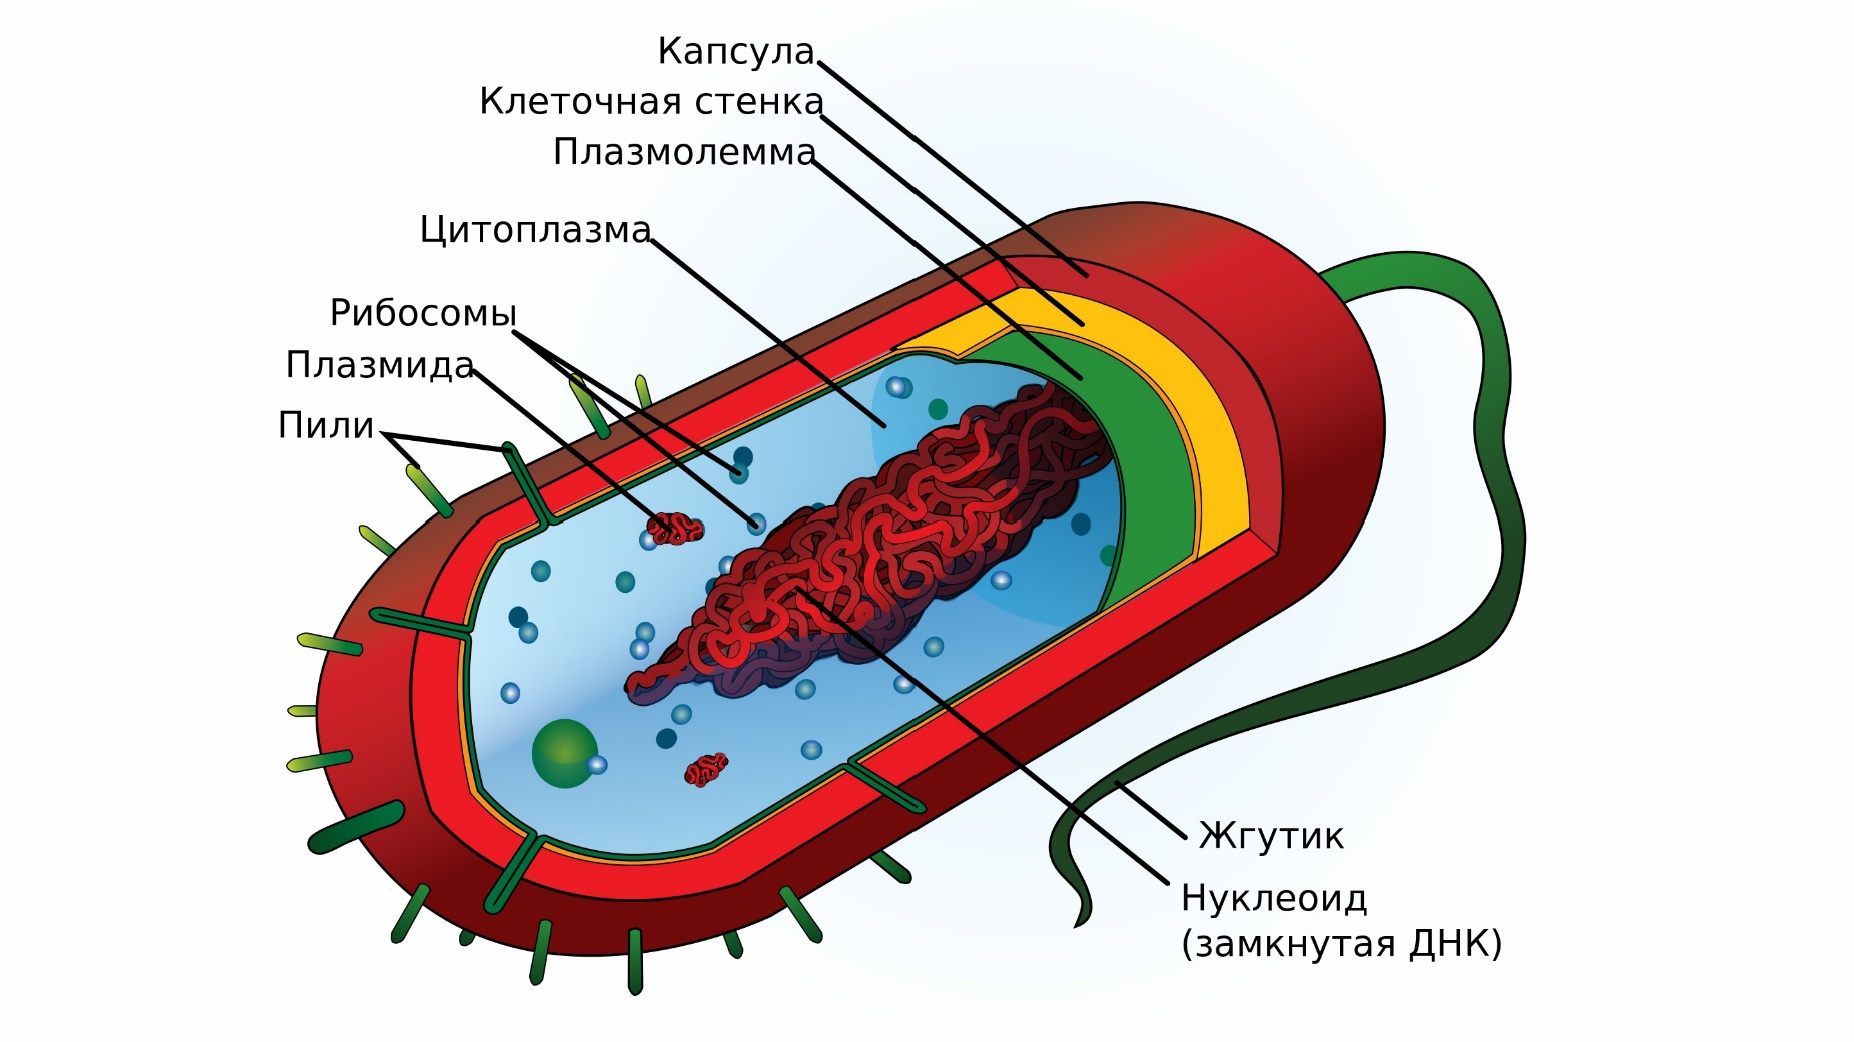 Капсула
Клеточная стенка
Плазмолемма
Цитоплазма
Рибосомы
Плазмида
Пили
Жгутик
Нуклеоид
(замкнутая ДНК)